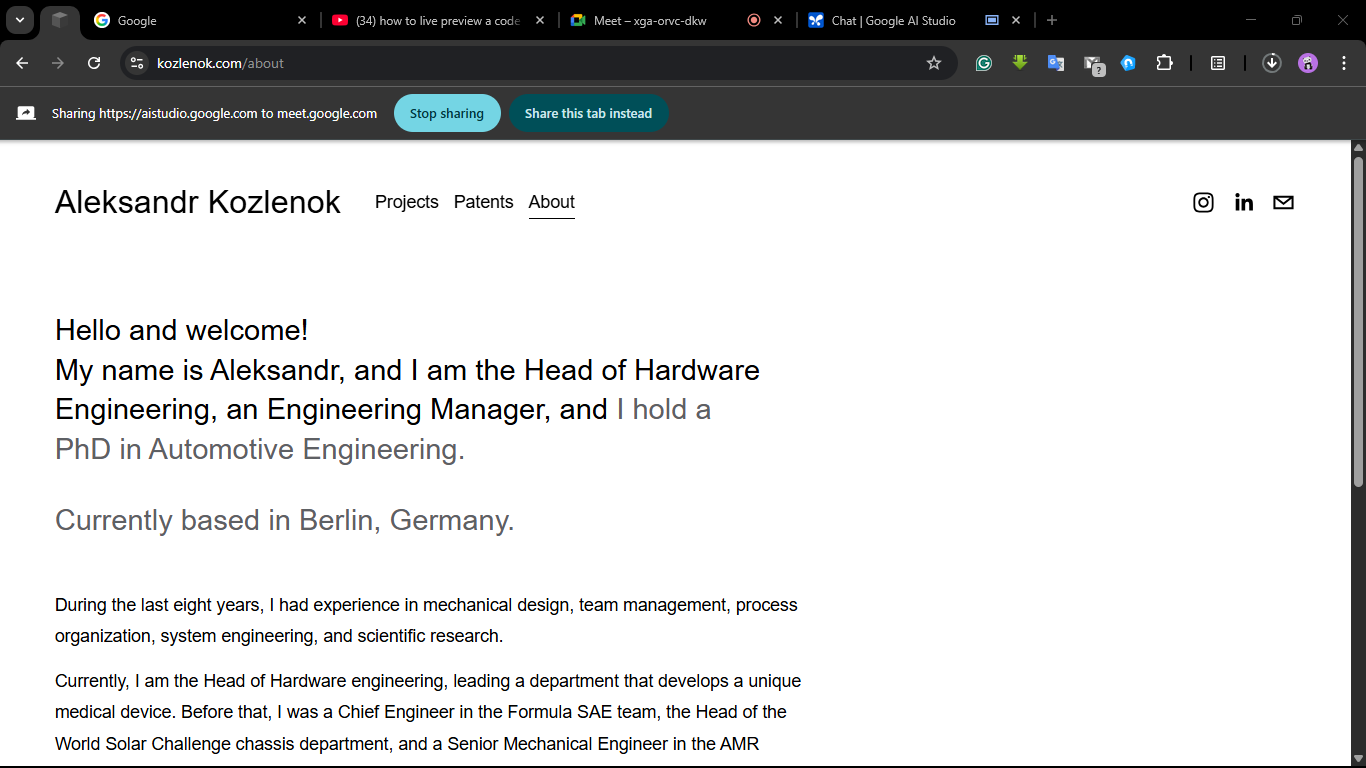 Google
(34) how to live preview a code
Meet – xga-orvc-dkw
Chat | Google AI Studio
kozlenok.com/about
Sharing https://aistudio.google.com to meet.google.com
Stop sharing
Share this tab instead
Aleksandr Kozlenok
Projects
Patents
About
Hello and welcome!
My name is Aleksandr, and I am the Head of Hardware
Engineering, an Engineering Manager, and I hold a
PhD in Automotive Engineering.
Currently based in Berlin, Germany.
During the last eight years, I had experience in mechanical design, team management, process
organization, system engineering, and scientific research.
Currently, I am the Head of Hardware engineering, leading a department that develops a unique
medical device. Before that, I was a Chief Engineer in the Formula SAE team, the Head of the
World Solar Challenge chassis department, and a Senior Mechanical Engineer in the AMR